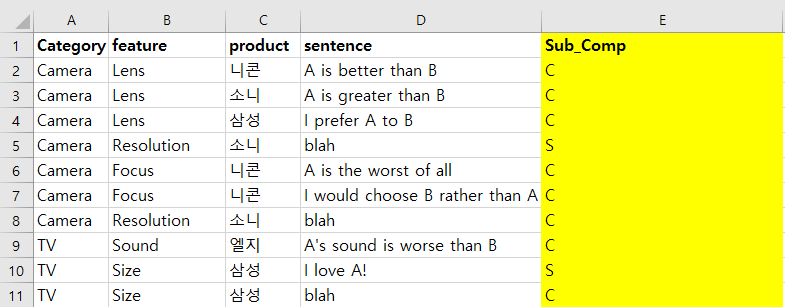 A B C D E
1 Category feature product sentence Sub_Comp
2 Camera Lens 니콘 A is better than B C
3 Camera Lens 소니 A is greater than B C
4 Camera Lens 삼성 I prefer A to B C
5 Camera Resolution 소니 blah S
6 Camera Focus 니콘 A is the worst of all C
7 Camera Focus 니콘 I would choose B rather than A C
8 Camera Resolution 소니 blah C
9 TV Sound 엘지 A's sound is worse than B C
10 TV Size 삼성 I love A! S
11 TV Size 삼성 blah C